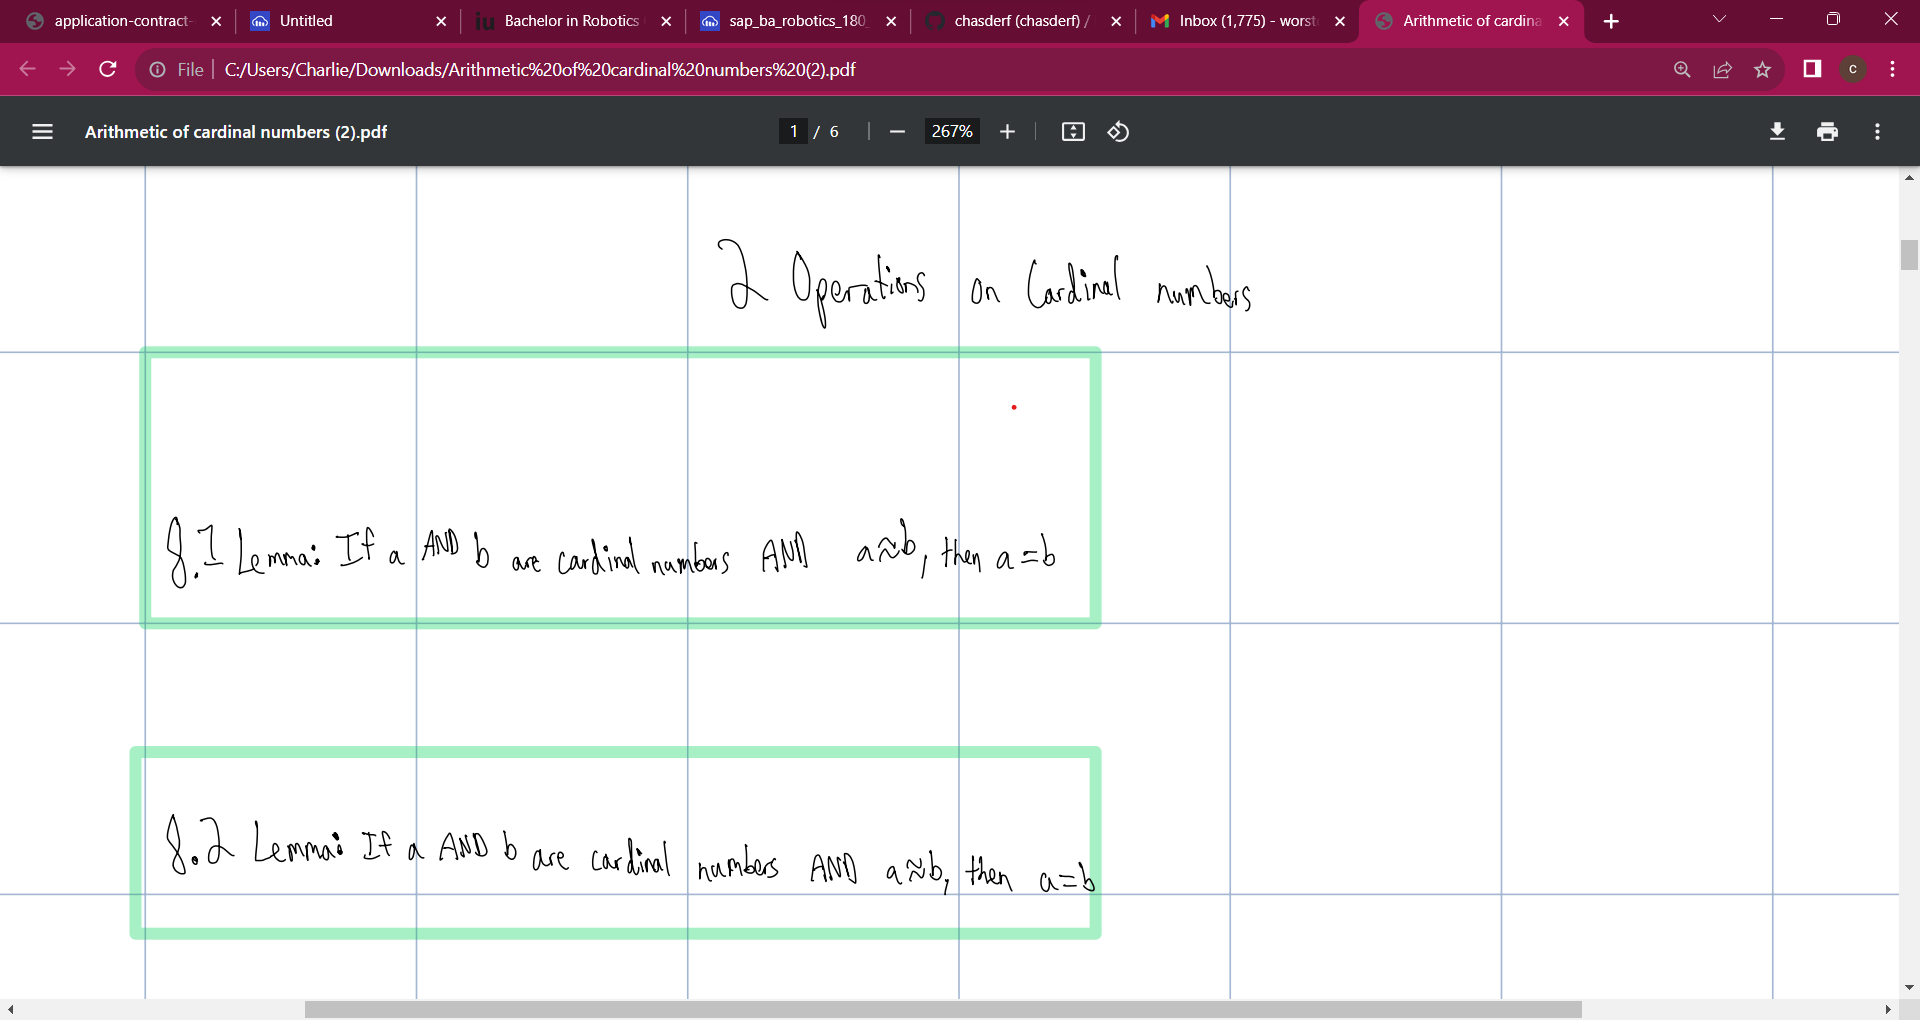 application-contract-
Untitled
iu Bachelor in Robotics
sap_ba_robotics_180_
chasderf (chasderf) /
Inbox (1,775) - worst
Arithmetic of cardina
File C:/Users/Charlie/Downloads/Arithmetic%20of%20cardinal%20numbers%20(2).pdf
c
Arithmetic of cardinal numbers (2).pdf
1 / 6
267%
2 Operations on Cardinal numbers
8.1 Lemma: If a AND b are cardinal numbers AND a≈b, then a=b
8.2 Lemma: If a AND b are cardinal numbers AND a≈b, then a=b